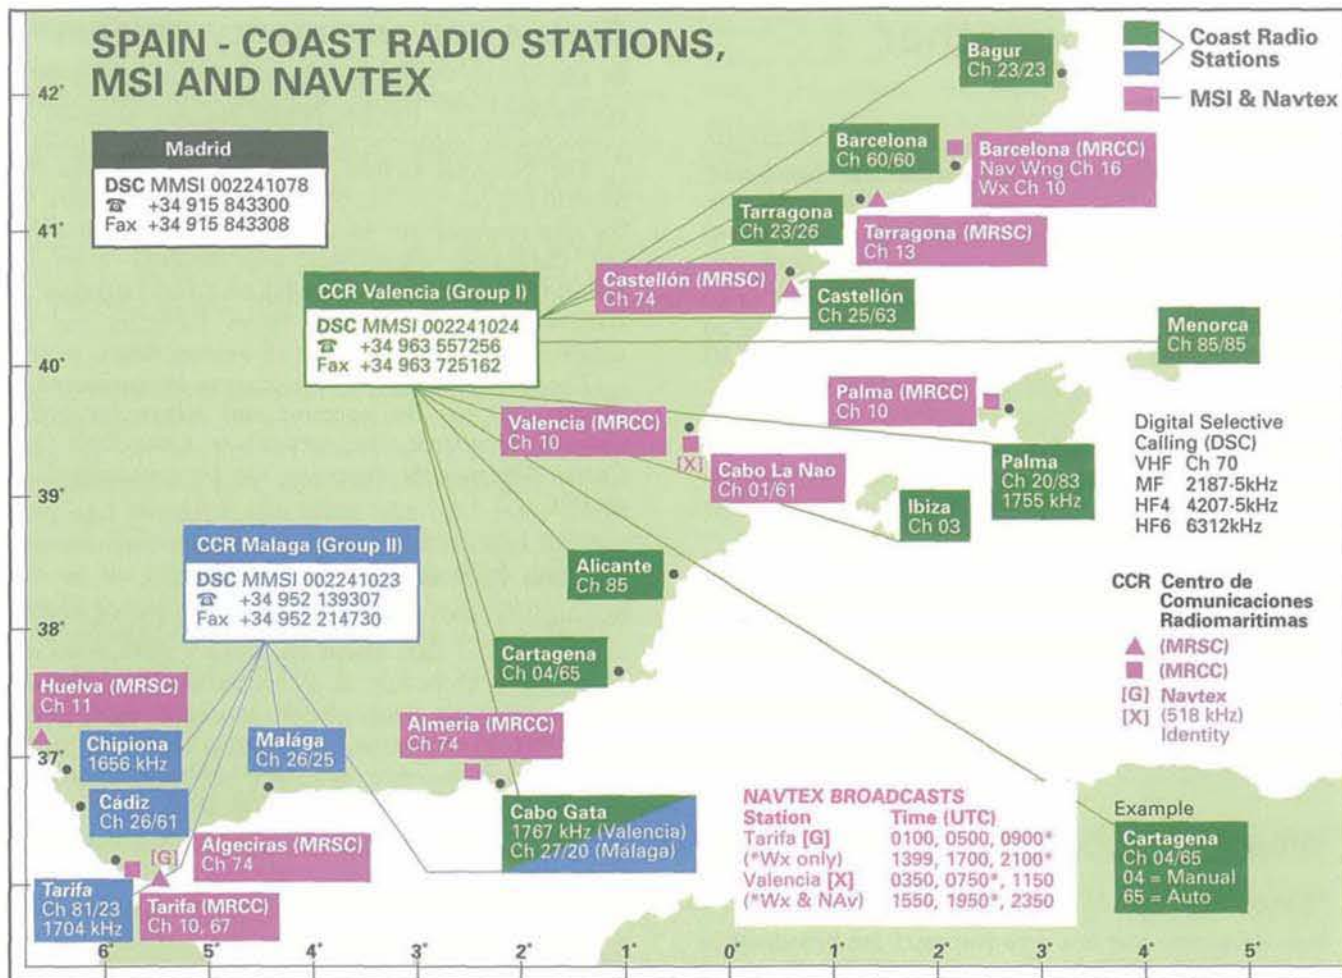 SPAIN - COAST RADIO STATIONS,
MSI AND NAVTEX
Coast Radio
Stations
MSI & Navtex
Madrid
DSC MMSI 002241078
☎ +34 915 843300
Fax +34 915 843308
Bagur
Ch 23/23
Barcelona
Ch 60/60
Barcelona (MRCC)
Nav Wng Ch 16
Wx Ch 10
Tarragona
Ch 23/26
Tarragona (MRSC)
Ch 13
CCR Valencia (Group I)
DSC MMSI 002241024
☎ +34 963 557256
Fax +34 963 725162
Castellón (MRSC)
Ch 74
Castellón
Ch 25/63
Menorca
Ch 85/85
Palma (MRCC)
Ch 10
Valencia (MRCC)
Ch 10
[X]
Cabo La Nao
Ch 01/61
Palma
Ch 20/83
1755 kHz
Ibiza
Ch 03
Digital Selective
Calling (DSC)
VHF Ch 70
MF 2187·5kHz
HF4 4207·5kHz
HF6 6312kHz
CCR Malaga (Group II)
DSC MMSI 002241023
☎ +34 952 139307
Fax +34 952 214730
Alicante
Ch 85
Cartagena
Ch 04/65
CCR Centro de
Comunicaciones
Radiomaritimas
(MRSC)
(MRCC)
[G] Navtex
[X] (518 kHz)
Identity
Huelva (MRSC)
Ch 11
Chipiona
1656 kHz
Malága
Ch 26/25
Almería (MRCC)
Ch 74
Cádiz
Ch 26/61
Cabo Gata
1767 kHz (Valencia)
Ch 27/20 (Málaga)
[G]
Algeciras (MRSC)
Ch 74
Tarifa
Ch 81/23
1704 kHz
Tarifa (MRCC)
Ch 10, 67
NAVTEX BROADCASTS
Station Time (UTC)
Tarifa [G] 0100, 0500, 0900*
(*Wx only) 1399, 1700, 2100*
Valencia [X] 0350, 0750*, 1150
(*Wx & NAv) 1550, 1950*, 2350
Example
Cartagena
Ch 04/65
04 = Manual
65 = Auto
42°
41°
40°
39°
38°
37°
6° 5° 4° 3° 2° 1° 0° 1° 2° 3° 4° 5°